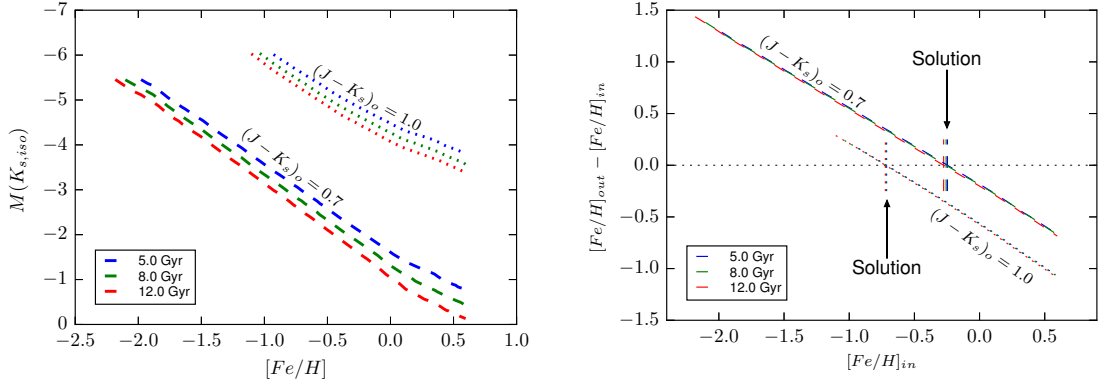 -7
-6
-5
-4
-3
-2
-1
0
M(K_{s,iso})
(J − K_s)_o = 1.0
(J − K_s)_o = 0.7
5.0 Gyr
8.0 Gyr
12.0 Gyr
−2.5 −2.0 −1.5 −1.0 −0.5 0.0 0.5 1.0
[Fe/H]
1.5
1.0
0.5
0.0
−0.5
−1.0
−1.5
[Fe/H]_{out} − [Fe/H]_{in}
(J − K_s)_o = 0.7
Solution
(J − K_s)_o = 1.0
Solution
5.0 Gyr
8.0 Gyr
12.0 Gyr
−2.0 −1.5 −1.0 −0.5 0.0 0.5
[Fe/H]_{in}